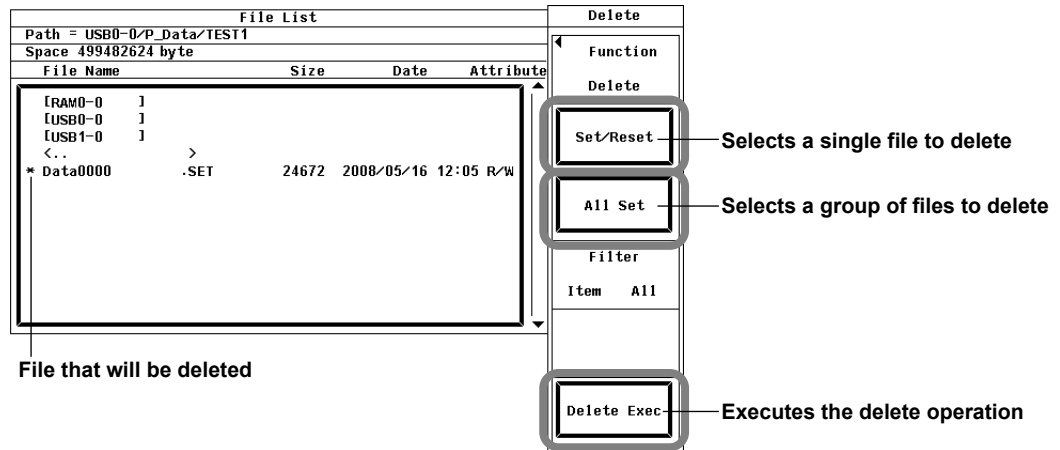 File List
Path = USB0-0/P_Data/TEST1
Space 499482624 byte
File Name Size Date Attribute
[RAM0-0 ]
[USB0-0 ]
[USB1-0 ]
<.. >
* Data0000 .SET 24672 2008/05/16 12:05 R/W
File that will be deleted
Delete
Function
Delete
Set/Reset
Selects a single file to delete
All Set
Selects a group of files to delete
Filter
Item All
Delete Exec
Executes the delete operation